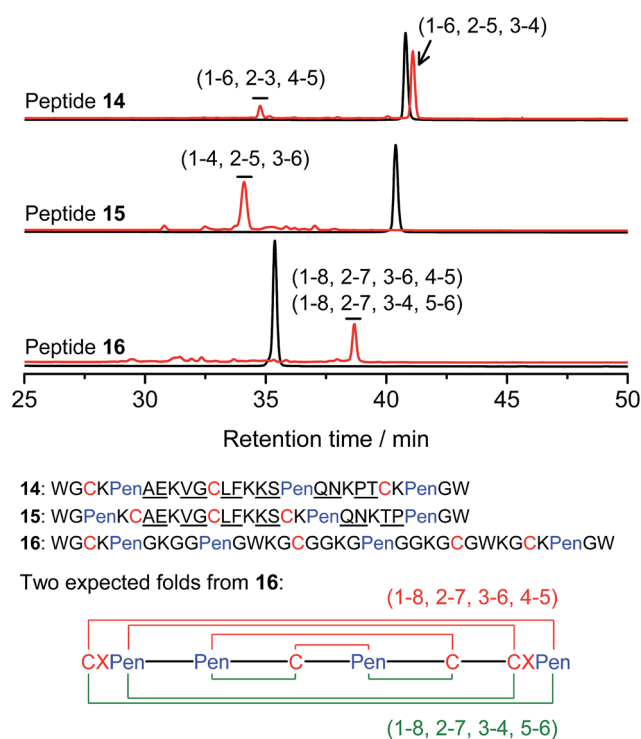 (1-6, 2-5, 3-4)
(1-6, 2-3, 4-5)
Peptide 14
(1-4, 2-5, 3-6)
Peptide 15
(1-8, 2-7, 3-6, 4-5)
(1-8, 2-7, 3-4, 5-6)
Peptide 16
25 30 35 40 45 50
Retention time / min
14: WGCKPenAEKVGCLFKKSPenQNKPTCKPenGW
15: WGPenKCAEKVGCLFKKSCKPenQNKTPPenGW
16: WGCKPenGKGGPenGWKGCGGKGPenGGKGCGWKGCKPenGW
Two expected folds from 16:
(1-8, 2-7, 3-6, 4-5)
CXPen Pen C Pen C CXPen
(1-8, 2-7, 3-4, 5-6)